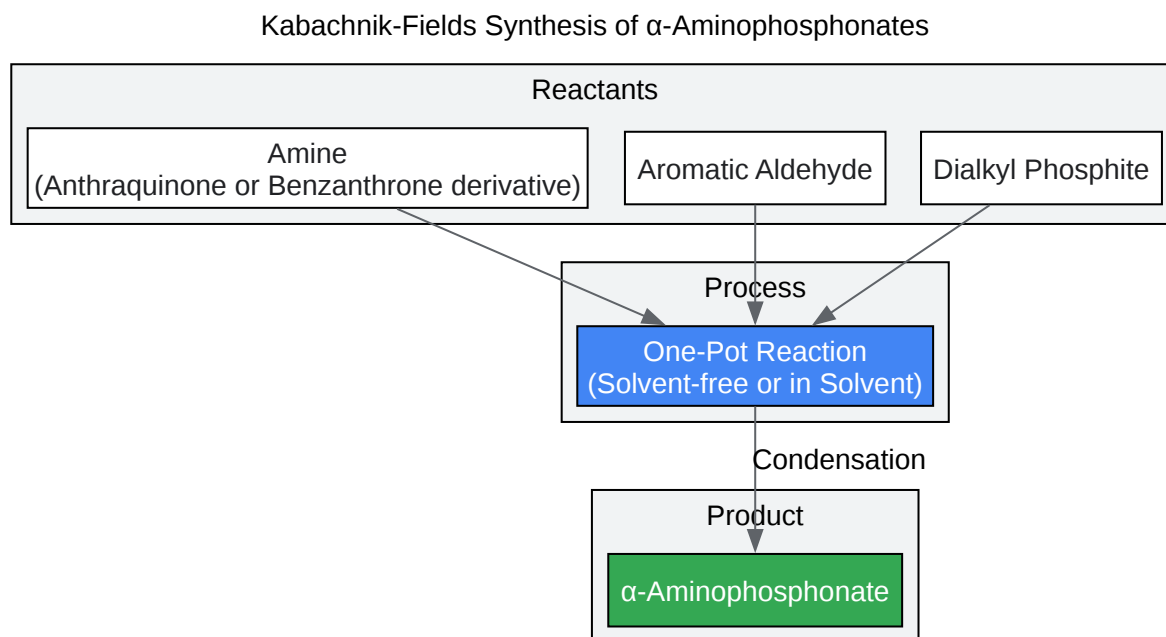 Kabachnik-Fields Synthesis of α-Aminophosphonates
Reactants
Amine
(Anthraquinone or Benzanthrone derivative)
Aromatic Aldehyde
Dialkyl Phosphite
Process
One-Pot Reaction
(Solvent-free or in Solvent)
Condensation
Product
α-Aminophosphonate